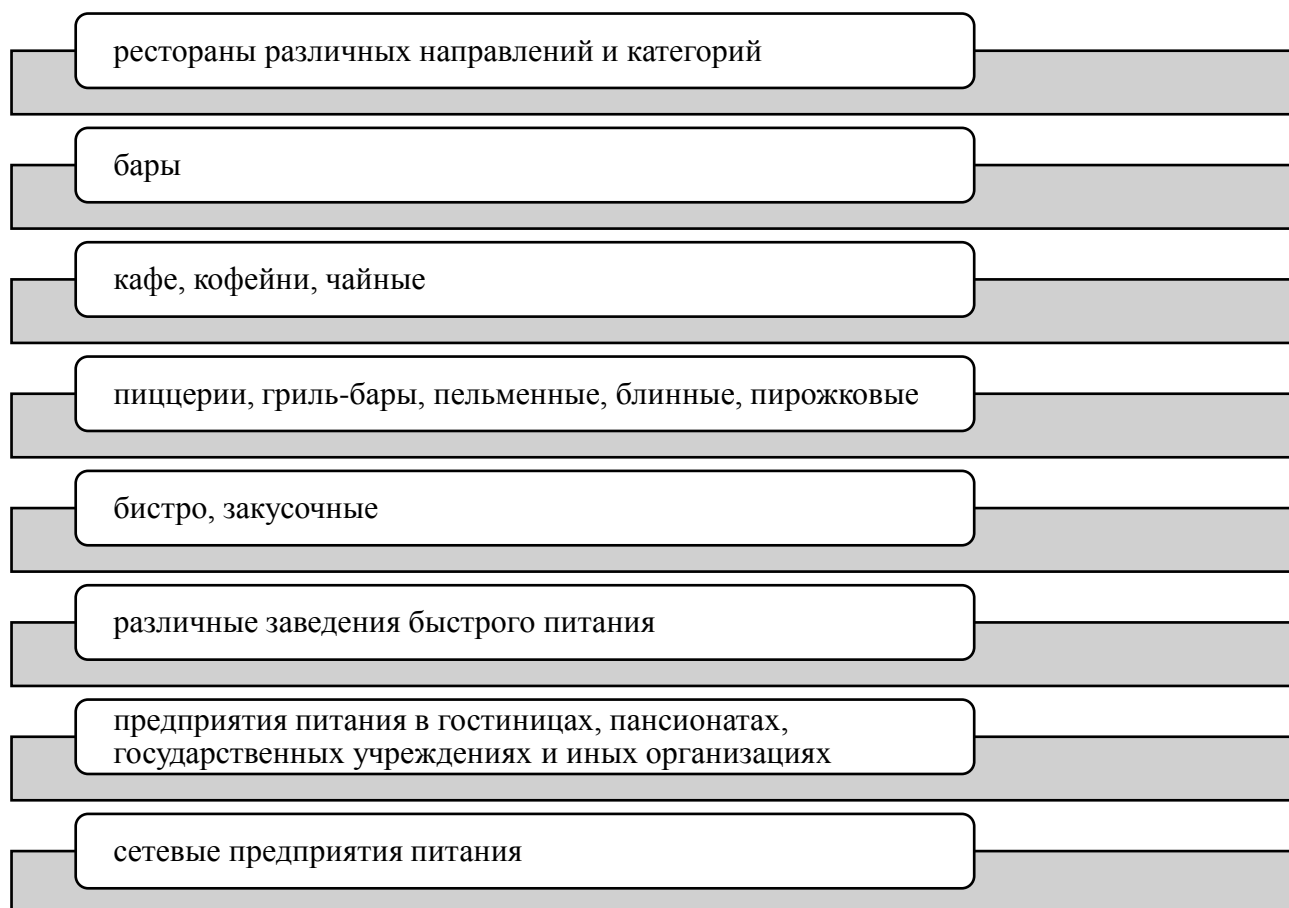 рестораны различных направлений и категорий
бары
кафе, кофейни, чайные
пиццерии, гриль-бары, пельменные, блинные, пирожковые
бистро, закусочные
различные заведения быстрого питания
предприятия питания в гостиницах, пансионатах,
государственных учреждениях и иных организациях
сетевые предприятия питания